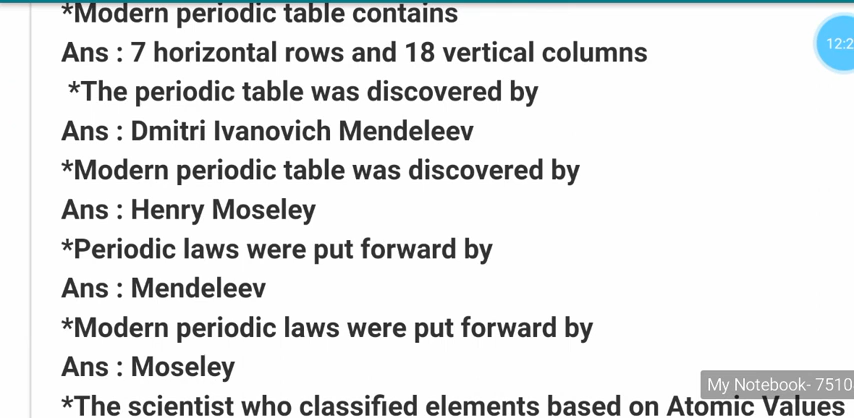 *Modern periodic table contains
Ans : 7 horizontal rows and 18 vertical columns
*The periodic table was discovered by
Ans : Dmitri Ivanovich Mendeleev
*Modern periodic table was discovered by
Ans : Henry Moseley
*Periodic laws were put forward by
Ans : Mendeleev
*Modern periodic laws were put forward by
Ans : Moseley
*The scientist who classified elements based on Atomic Values
12:2
My Notebook- 7510